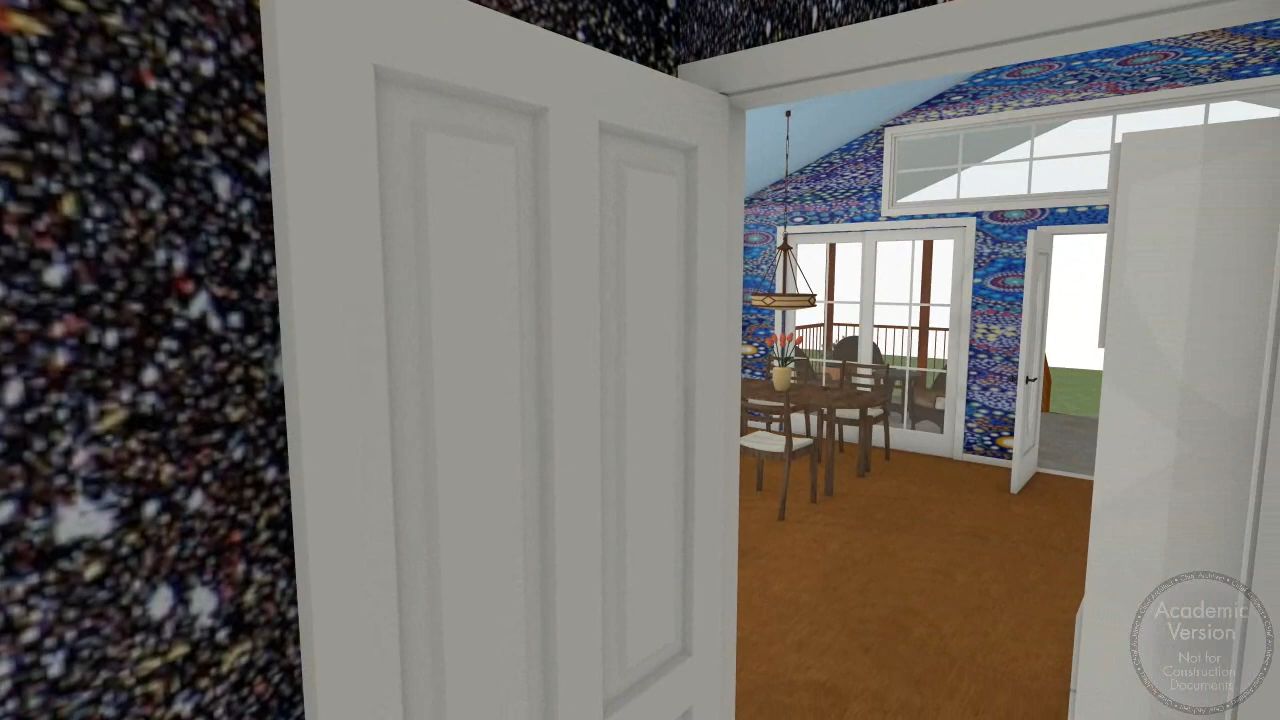 Academic
Version
Not for
Construction
Documents